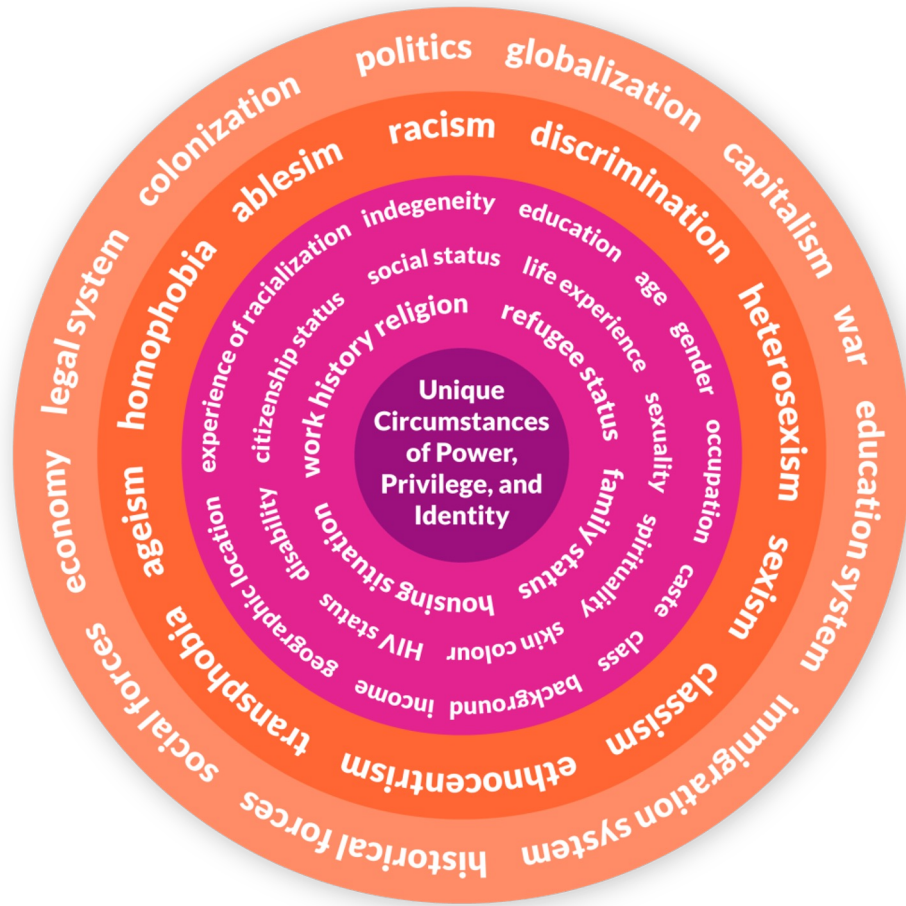 Unique
Circumstances
of Power,
Privilege, and
Identity
work history
religion
refugee status
family status
housing situation
citizenship status
social status
life experience
sexuality
spirituality
skin colour
HIV status
disability
experience of racialization
indegeneity
education
age
gender
occupation
caste
class
background
income
geographic location
homophobia
ablesim
racism
discrimination
heterosexism
sexism
classism
ethnocentrism
transphobia
ageism
legal system
colonization
politics
globalization
capitalism
war
education system
immigration system
historical forces
social forces
economy